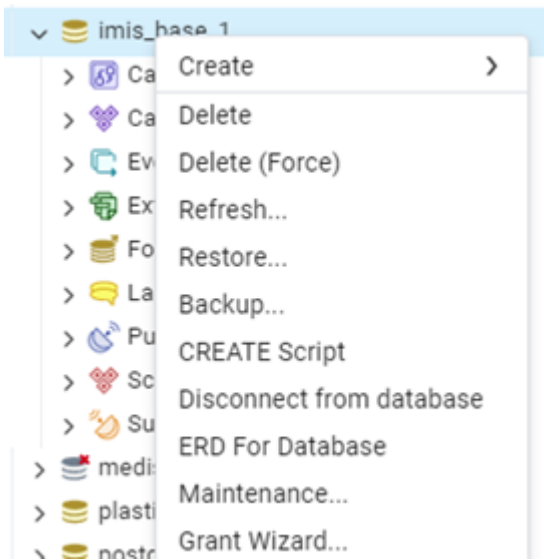 imis_base_1
Create
Delete
Delete (Force)
Refresh...
Restore...
Backup...
CREATE Script
Disconnect from database
ERD For Database
Maintenance...
Grant Wizard...
Ca
Ca
Ev
Ex
Fo
La
Pu
Sc
Su
medi
plasti